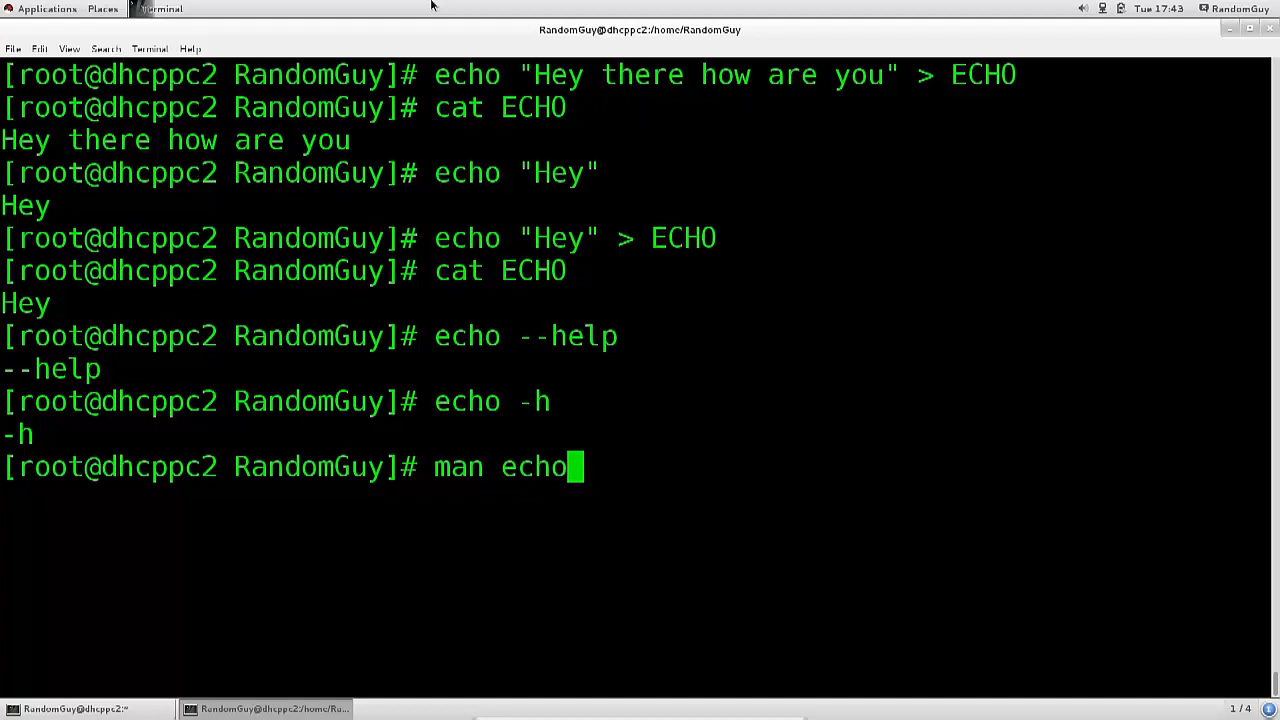 Applications Places Terminal Tue 17:43 RandomGuy
RandomGuy@dhcppc2:/home/RandomGuy
File Edit View Search Terminal Help
[root@dhcppc2 RandomGuy]# echo "Hey there how are you" > ECHO
[root@dhcppc2 RandomGuy]# cat ECHO
Hey there how are you
[root@dhcppc2 RandomGuy]# echo "Hey"
Hey
[root@dhcppc2 RandomGuy]# echo "Hey" > ECHO
[root@dhcppc2 RandomGuy]# cat ECHO
Hey
[root@dhcppc2 RandomGuy]# echo --help
--help
[root@dhcppc2 RandomGuy]# echo -h
-h
[root@dhcppc2 RandomGuy]# man echo
RandomGuy@dhcppc2:~ RandomGuy@dhcppc2:/home/Ra... 1 / 4